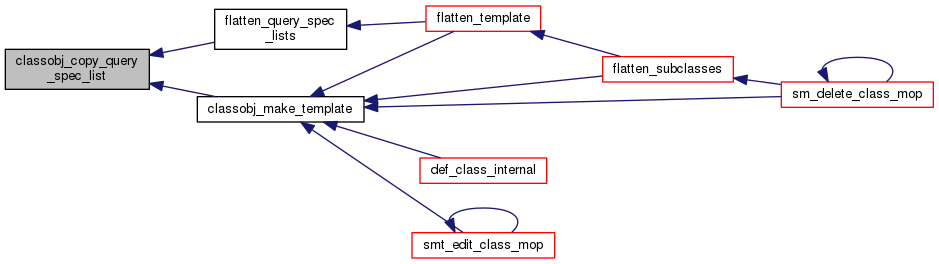 classobj_copy_query
_spec_list
flatten_query_spec
_lists
classobj_make_template
flatten_template
flatten_subclasses
sm_delete_class_mop
def_class_internal
smt_edit_class_mop